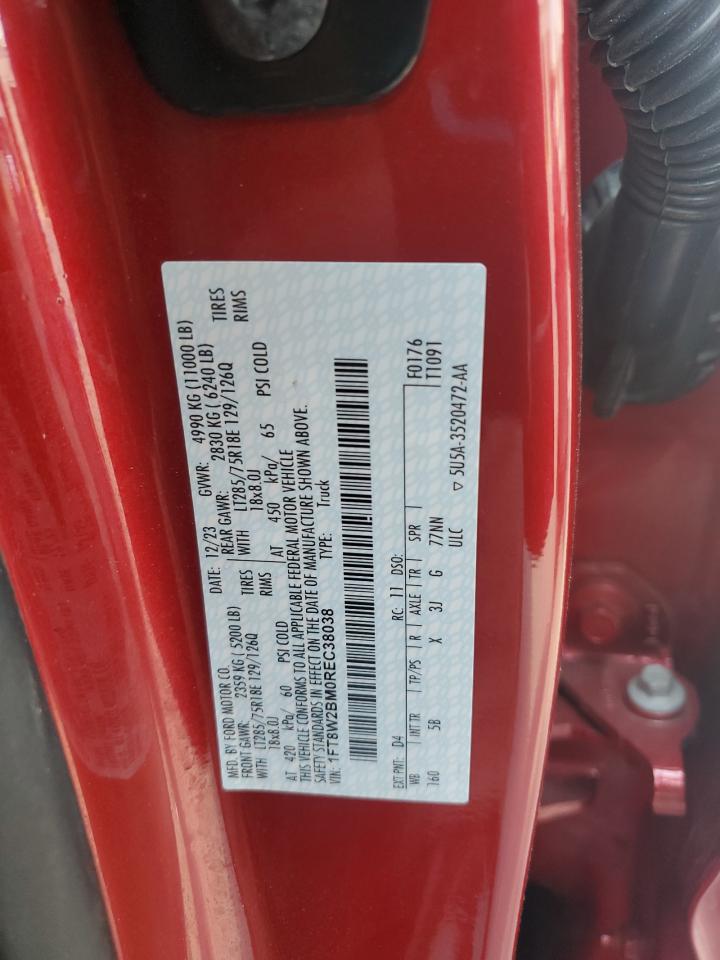 MFD. BY FORD MOTOR CO. DATE: 12/23 GVWR: 4990 KG (11000 LB)
FRONT GAWR: 2359 KG (5200 LB) REAR GAWR: 2830 KG (6240 LB)
WITH LT285/75R18E 129/126Q TIRES WITH LT285/75R18E 129/126Q TIRES
18x8.0J RIMS 18x8.0J RIMS
AT 420 kPa/ 60 PSI COLD AT 450 kPa/ 65 PSI COLD
THIS VEHICLE CONFORMS TO ALL APPLICABLE FEDERAL MOTOR VEHICLE
SAFETY STANDARDS IN EFFECT ON THE DATE OF MANUFACTURE SHOWN ABOVE.
VIN: 1FT8W2BM0REC38038 TYPE: Truck
EXT PNT: D4 RC: 11 DSO: F0176
WB INT TR TP/PS R AXLE TR SPR T1091
160 5B X 3J G 77NN
ULC ▽ 5U5A-3520472-AA